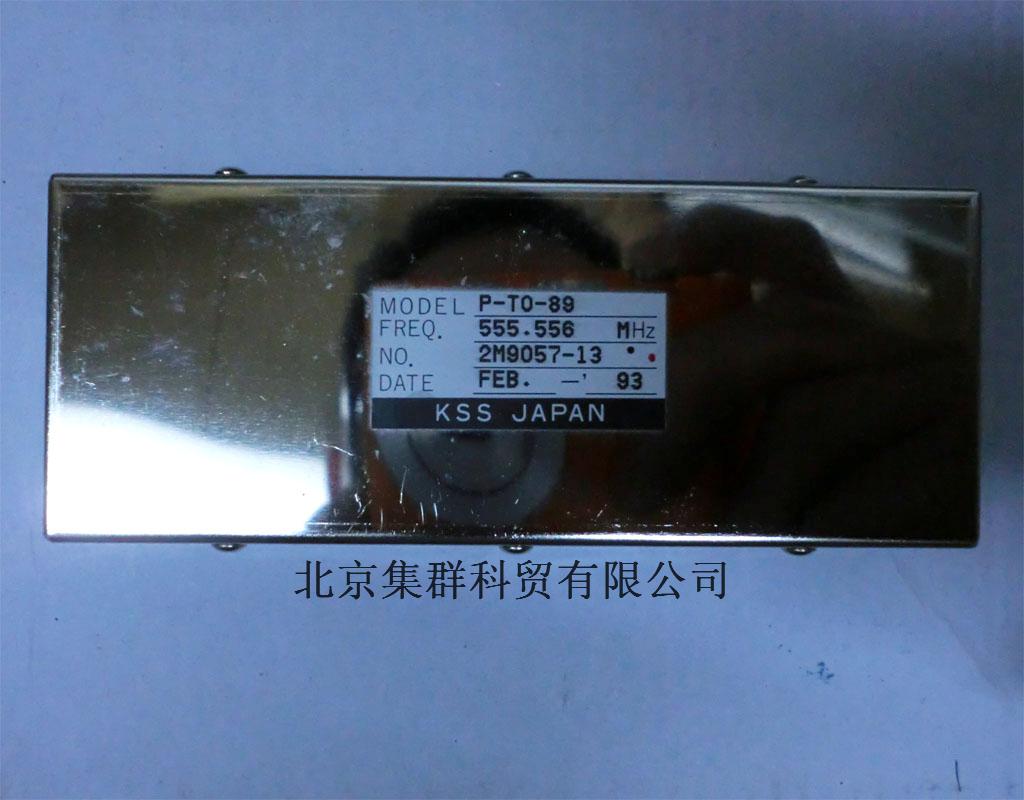 MODEL P-TO-89
FREQ. 555.556 MHz
NO. 2M9057-13
DATE FEB. —' 93
KSS JAPAN
北京集群科贸有限公司